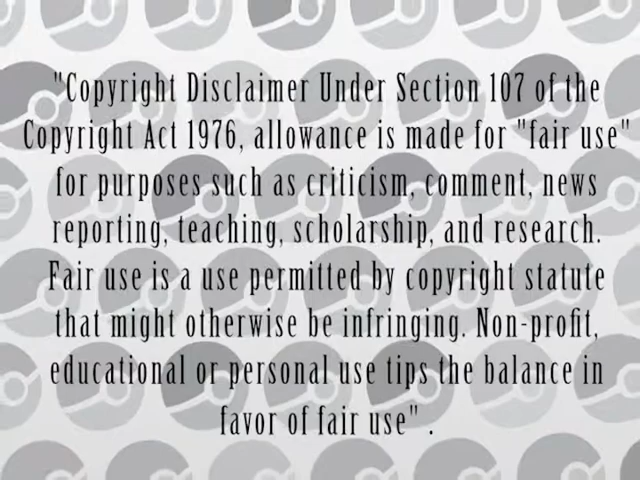 "Copyright Disclaimer Under Section 107 of the
Copyright Act 1976, allowance is made for "fair use"
for purposes such as criticism, comment, news
reporting, teaching, scholarship, and research.
Fair use is a use permitted by copyright statute
that might otherwise be infringing. Non-profit,
educational or personal use tips the balance in
favor of fair use" .